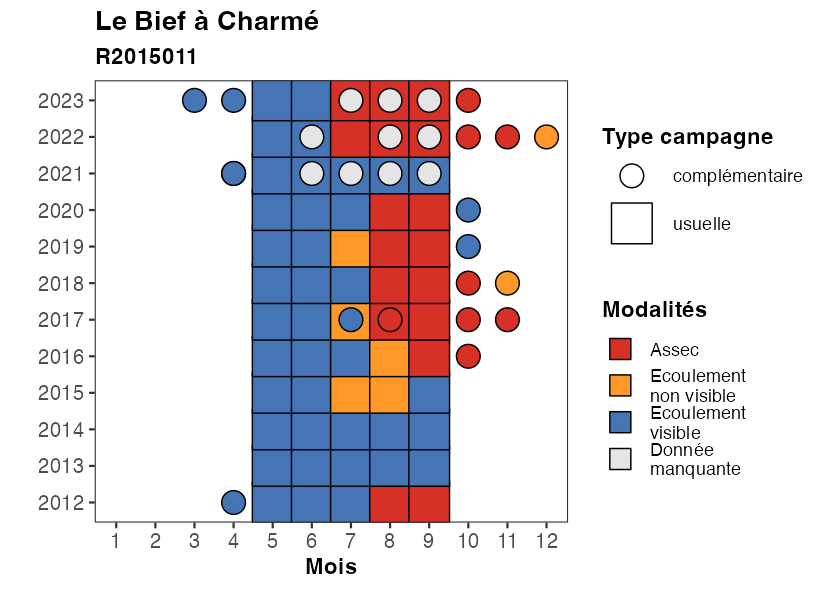 Le Bief à Charmé
R2015011
2023
2022
2021
2020
2019
2018
2017
2016
2015
2014
2013
2012
1 2 3 4 5 6 7 8 9 10 11 12
Mois
Type campagne
complémentaire
usuelle
Modalités
Assec
Ecoulement
non visible
Ecoulement
visible
Donnée
manquante